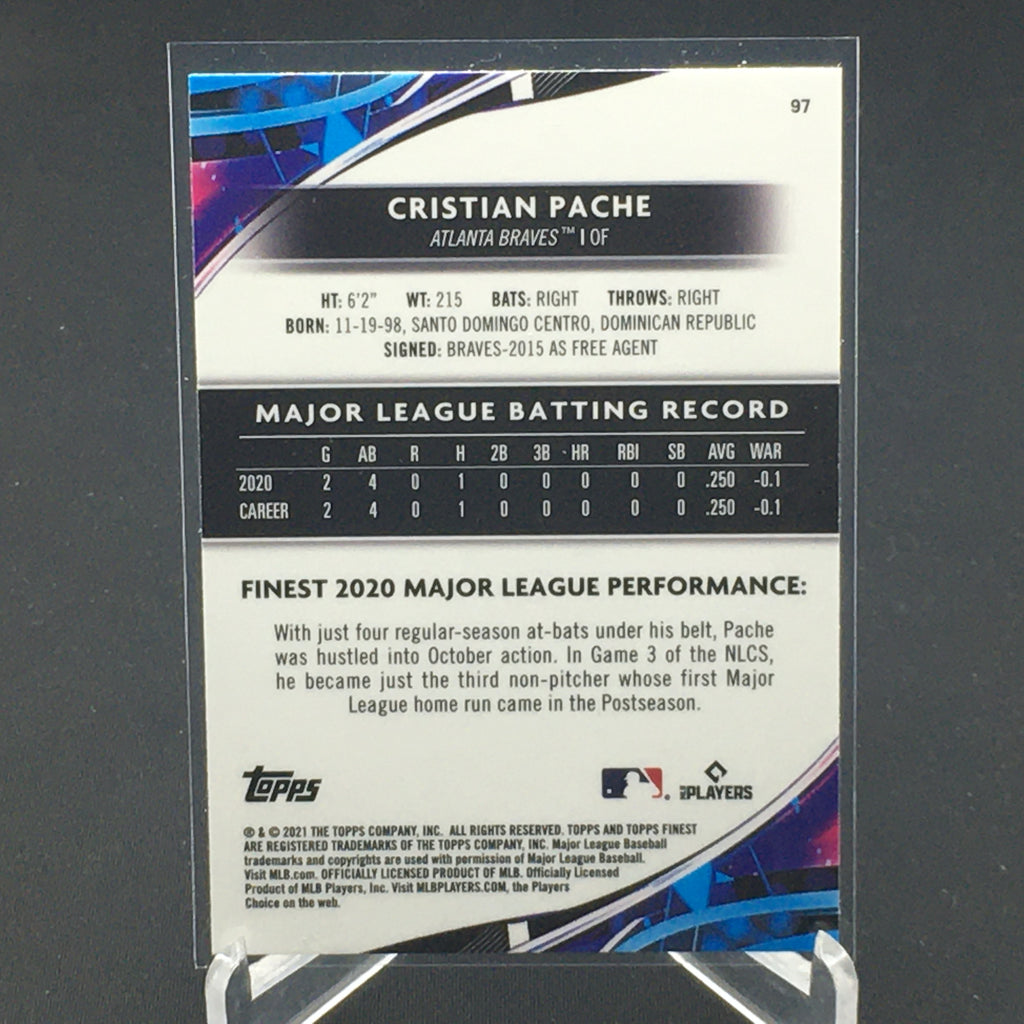 97
CRISTIAN PACHE
ATLANTA BRAVES™ | OF
HT: 6'2" WT: 215 BATS: RIGHT THROWS: RIGHT
BORN: 11-19-98, SANTO DOMINGO CENTRO, DOMINICAN REPUBLIC
SIGNED: BRAVES-2015 AS FREE AGENT
MAJOR LEAGUE BATTING RECORD
G AB R H 2B 3B HR RBI SB AVG WAR
2020 2 4 0 1 0 0 0 0 0 .250 -0.1
CAREER 2 4 0 1 0 0 0 0 0 .250 -0.1
FINEST 2020 MAJOR LEAGUE PERFORMANCE:
With just four regular-season at-bats under his belt, Pache
was hustled into October action. In Game 3 of the NLCS,
he became just the third non-pitcher whose first Major
League home run came in the Postseason.
topps
MLB PLAYERS
® & © 2021 THE TOPPS COMPANY, INC. ALL RIGHTS RESERVED. TOPPS AND TOPPS FINEST
ARE REGISTERED TRADEMARKS OF THE TOPPS COMPANY, INC. Major League Baseball
trademarks and copyrights are used with permission of Major League Baseball.
Visit MLB.com. OFFICIALLY LICENSED PRODUCT OF MLB. Officially Licensed
Product of MLB Players, Inc. Visit MLBPLAYERS.COM, the Players
Choice on the web.